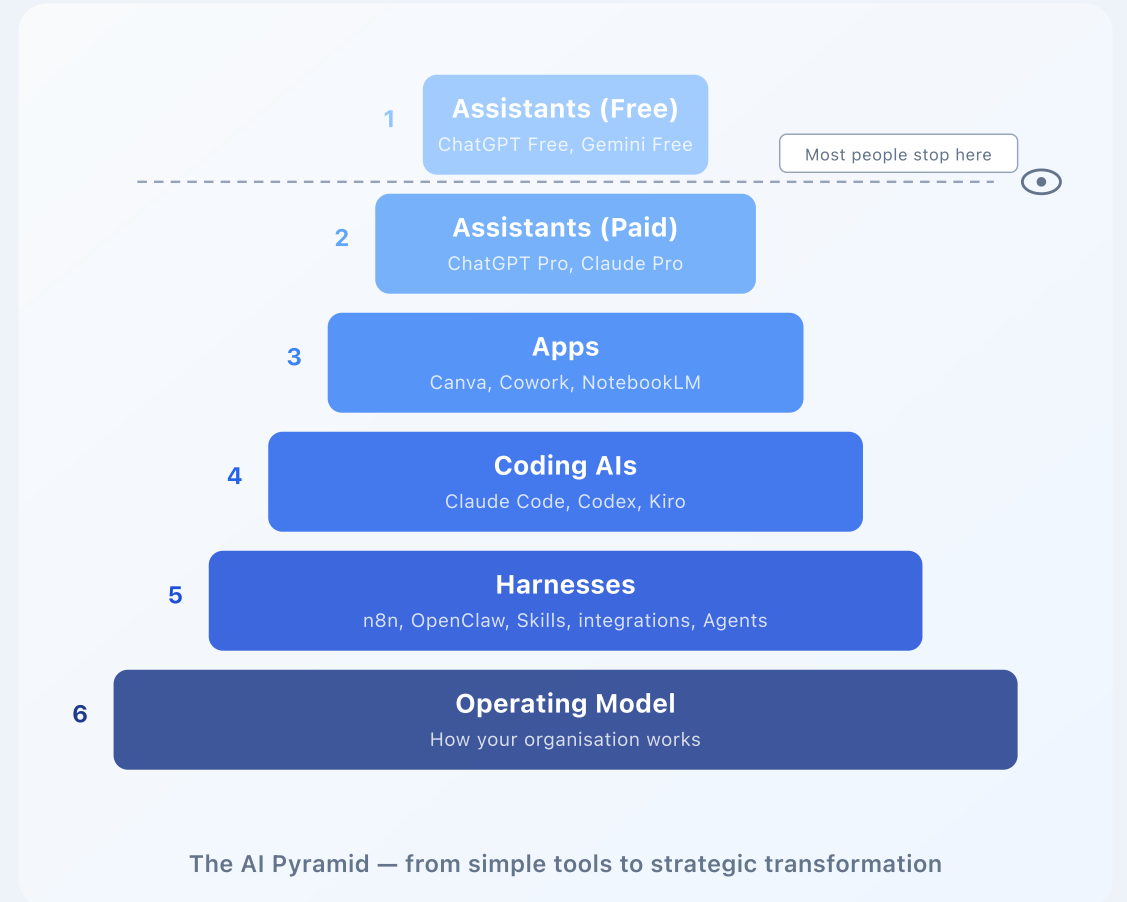 1
Assistants (Free)
ChatGPT Free, Gemini Free
Most people stop here
2
Assistants (Paid)
ChatGPT Pro, Claude Pro
3
Apps
Canva, Cowork, NotebookLM
4
Coding AIs
Claude Code, Codex, Kiro
5
Harnesses
n8n, OpenClaw, Skills, integrations, Agents
6
Operating Model
How your organisation works
The AI Pyramid — from simple tools to strategic transformation